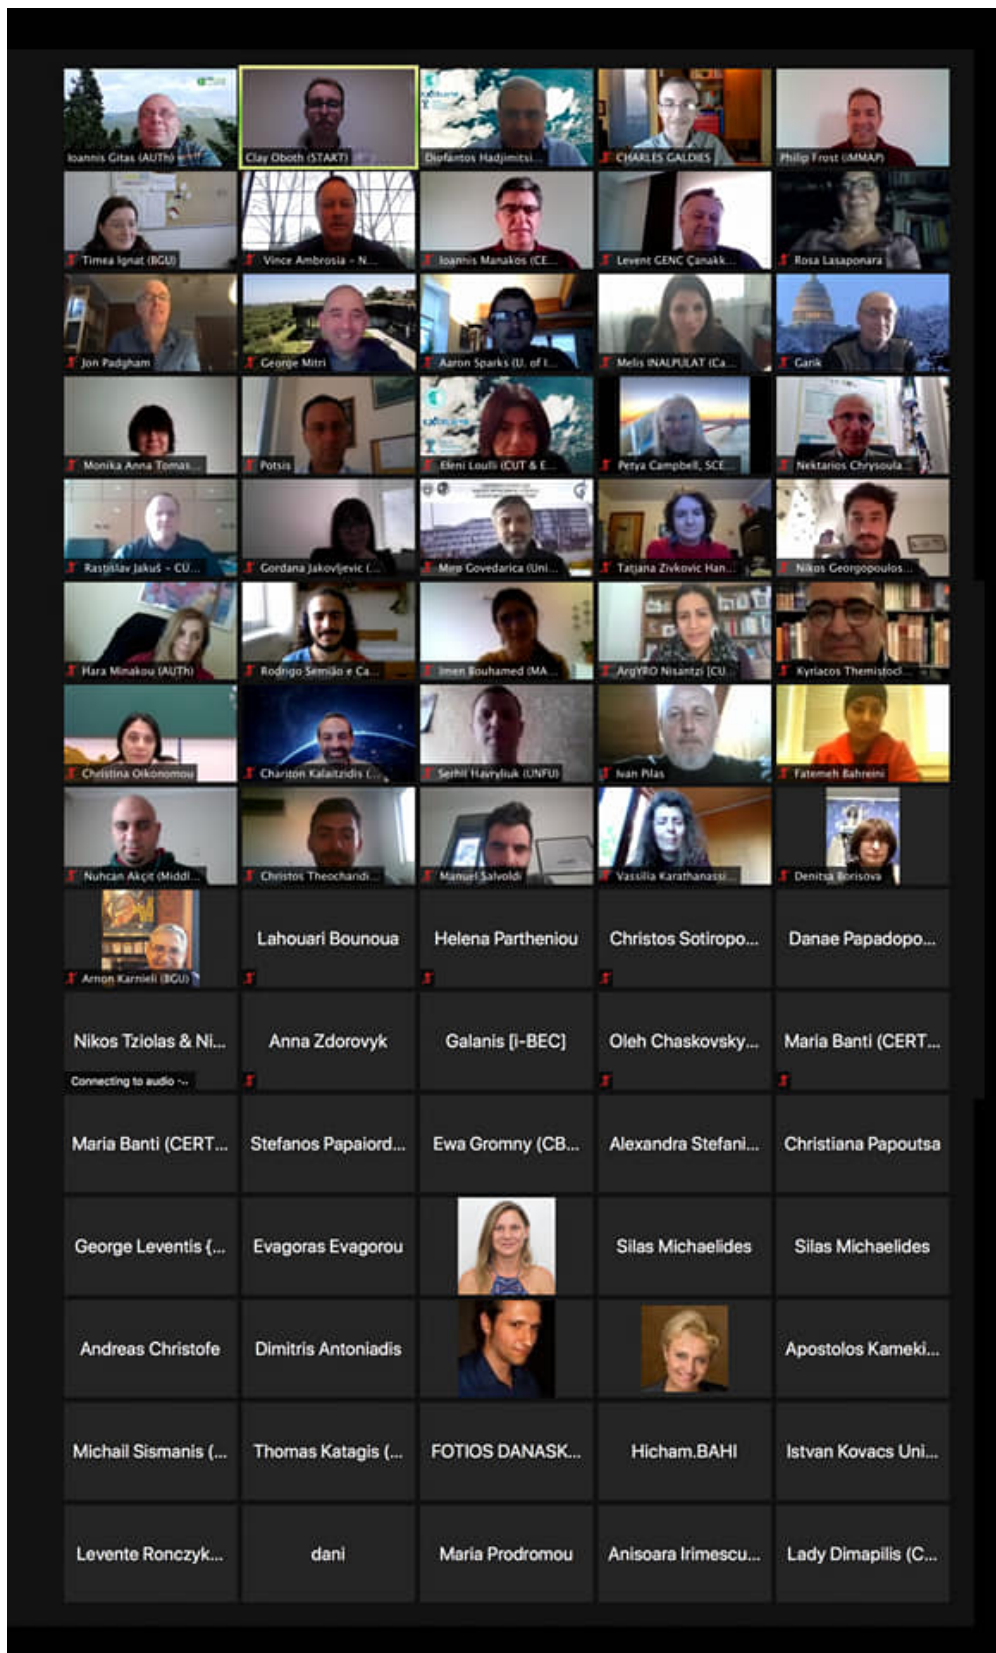 Ioannis Gitas (AUTh)
Clay Oboth (START)
Diofantos Hadjimitsi...
CHARLES GALDIES
Philip Frost (iMMAP)
Timea Ignat (BGU)
Vince Ambrosia – N...
Ioannis Manakos (CE...
Levent GENC Çanakk...
Rosa Lasaponara
Jon Padgham
George Mitri
Aaron Sparks (U. of I...
Melis INALPULAT (Ca...
Garik
Monika Anna Tomas...
Potsis
Eleni Loulli (CUT & E...
Petya Campbell, SCE...
Nektarios Chrysoula...
Rastislav Jakuš – CU...
Gordana Jakovljevic (...
Miro Govedarica (Uni...
Tatjana Zivkovic Han...
Nikos Georgopoulos...
Hara Minakou (AUTh)
Rodrigo Semião e Ca...
Imen Bouhamed (MA...
ArgYRO Nisantzi [CU...
Kyriacos Themistocl...
Christina Oikonomou
Chariton Kalaitzidis (...
Serhii Havryliuk (UNFU)
Ivan Pilas
Fatemeh Bahreini
Nuhcan Akçit (Middl...
Christos Theocharidi...
Manuel Salvoldi
Vassilia Karathanassi...
Denitsa Borisova
Arnon Karnieli (BGU)
Lahouari Bounoua
Helena Partheniou
Christos Sotiropo...
Danae Papadopo...
Nikos Tziolas & Ni...
Connecting to audio ·..
Anna Zdorovyk
Galanis [i-BEC]
Oleh Chaskovsky...
Maria Banti (CERT...
Maria Banti (CERT...
Stefanos Papaiord...
Ewa Gromny (CB...
Alexandra Stefani...
Christiana Papoutsa
George Leventis {...
Evagoras Evagorou
Silas Michaelides
Silas Michaelides
Andreas Christofe
Dimitris Antoniadis
Apostolos Kameki...
Michail Sismanis (...
Thomas Katagis (...
FOTIOS DANASK...
Hicham.BAHI
Istvan Kovacs Uni...
Levente Ronczyk...
dani
Maria Prodromou
Anisoara Irimescu...
Lady Dimapilis (C...